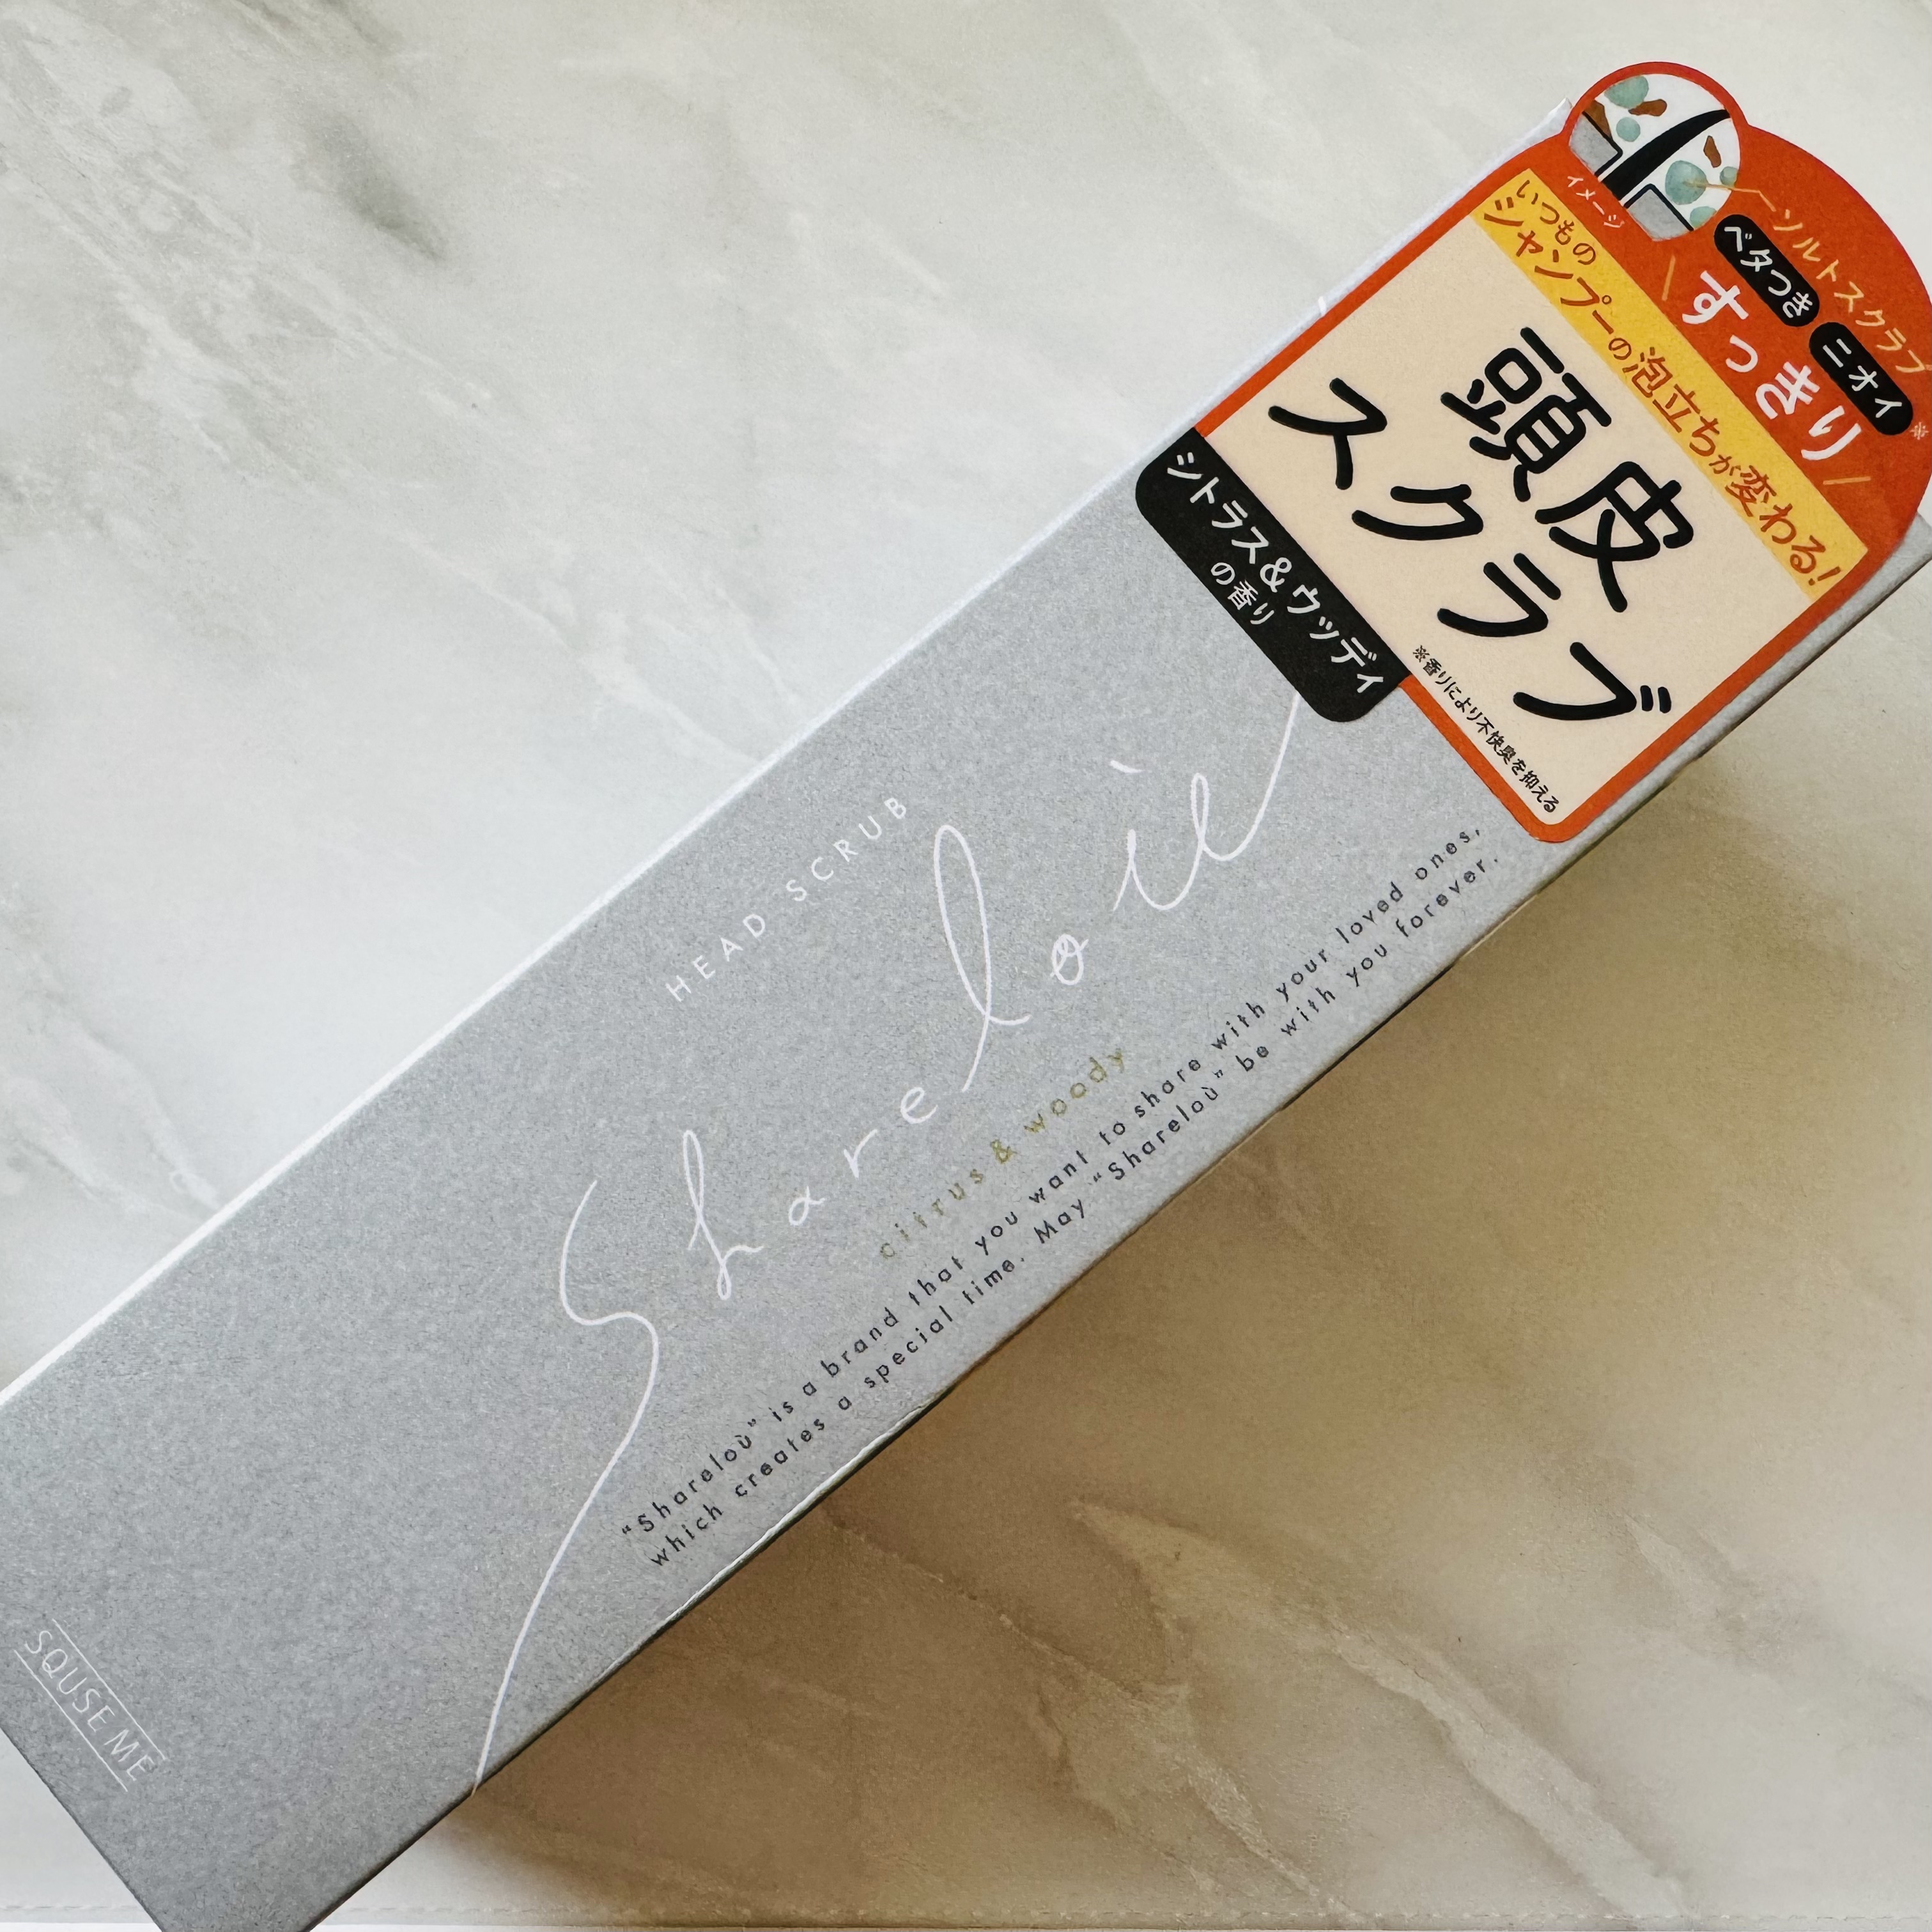 イメージ
ソルトスクラブ
ベタつき ニオイ※
すっきり
いつもの
シャンプーの泡立ちが変わる!
頭皮
スクラブ
※香りにより不快臭を抑える
シトラス&ウッディ
の香り
HEAD SCRUB
Shareloù
citrus & woody
"Shareloù" is a brand that you want to share with your loved ones,
which creates a special time. May "Shareloù" be with you forever.
SQUSE ME